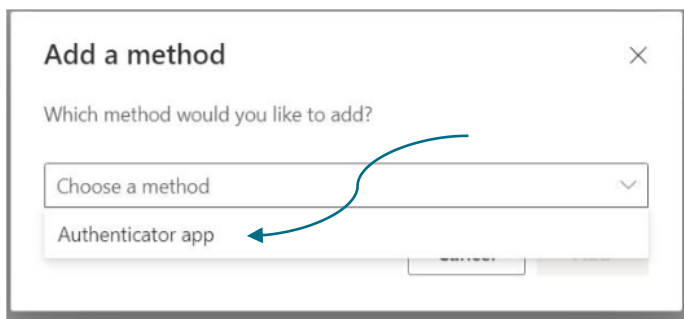 Add a method
Which method would you like to add?
Choose a method
Authenticator app